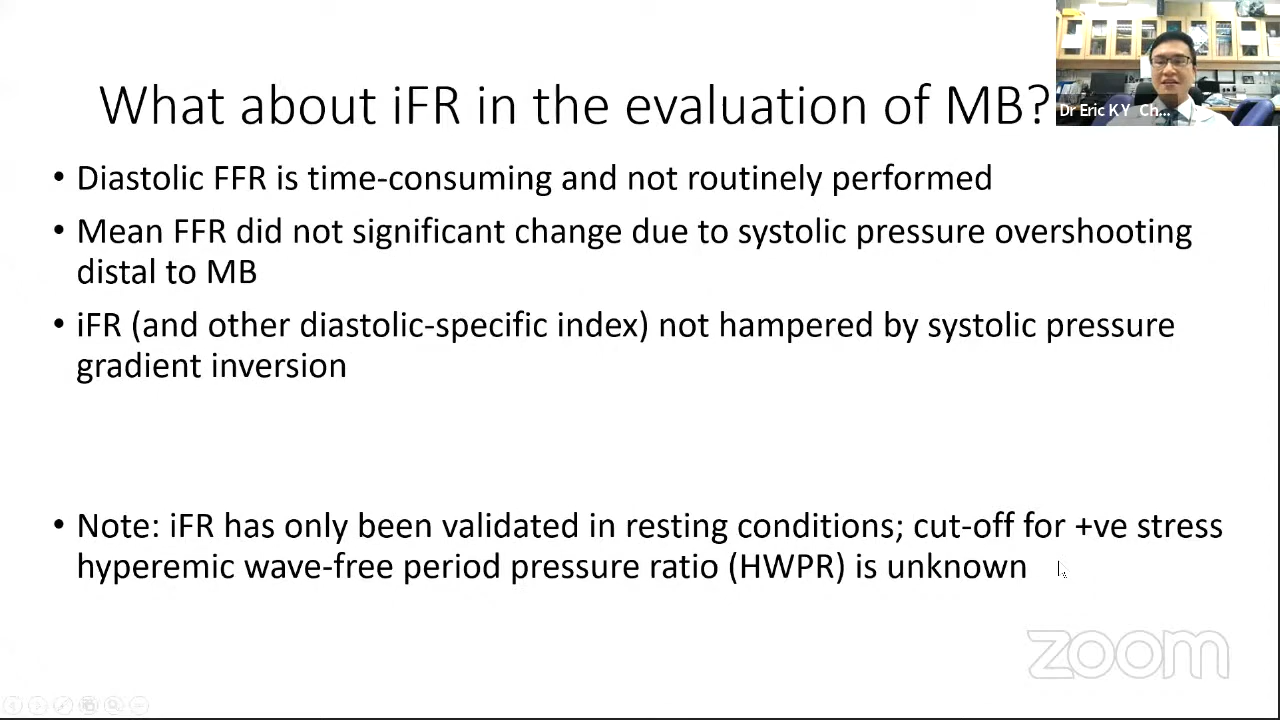 What about iFR in the evaluation of MB?
Dr Eric K Y Ch...
• Diastolic FFR is time-consuming and not routinely performed
• Mean FFR did not significant change due to systolic pressure overshooting
distal to MB
• iFR (and other diastolic-specific index) not hampered by systolic pressure
gradient inversion
• Note: iFR has only been validated in resting conditions; cut-off for +ve stress
hyperemic wave-free period pressure ratio (HWPR) is unknown
zoom